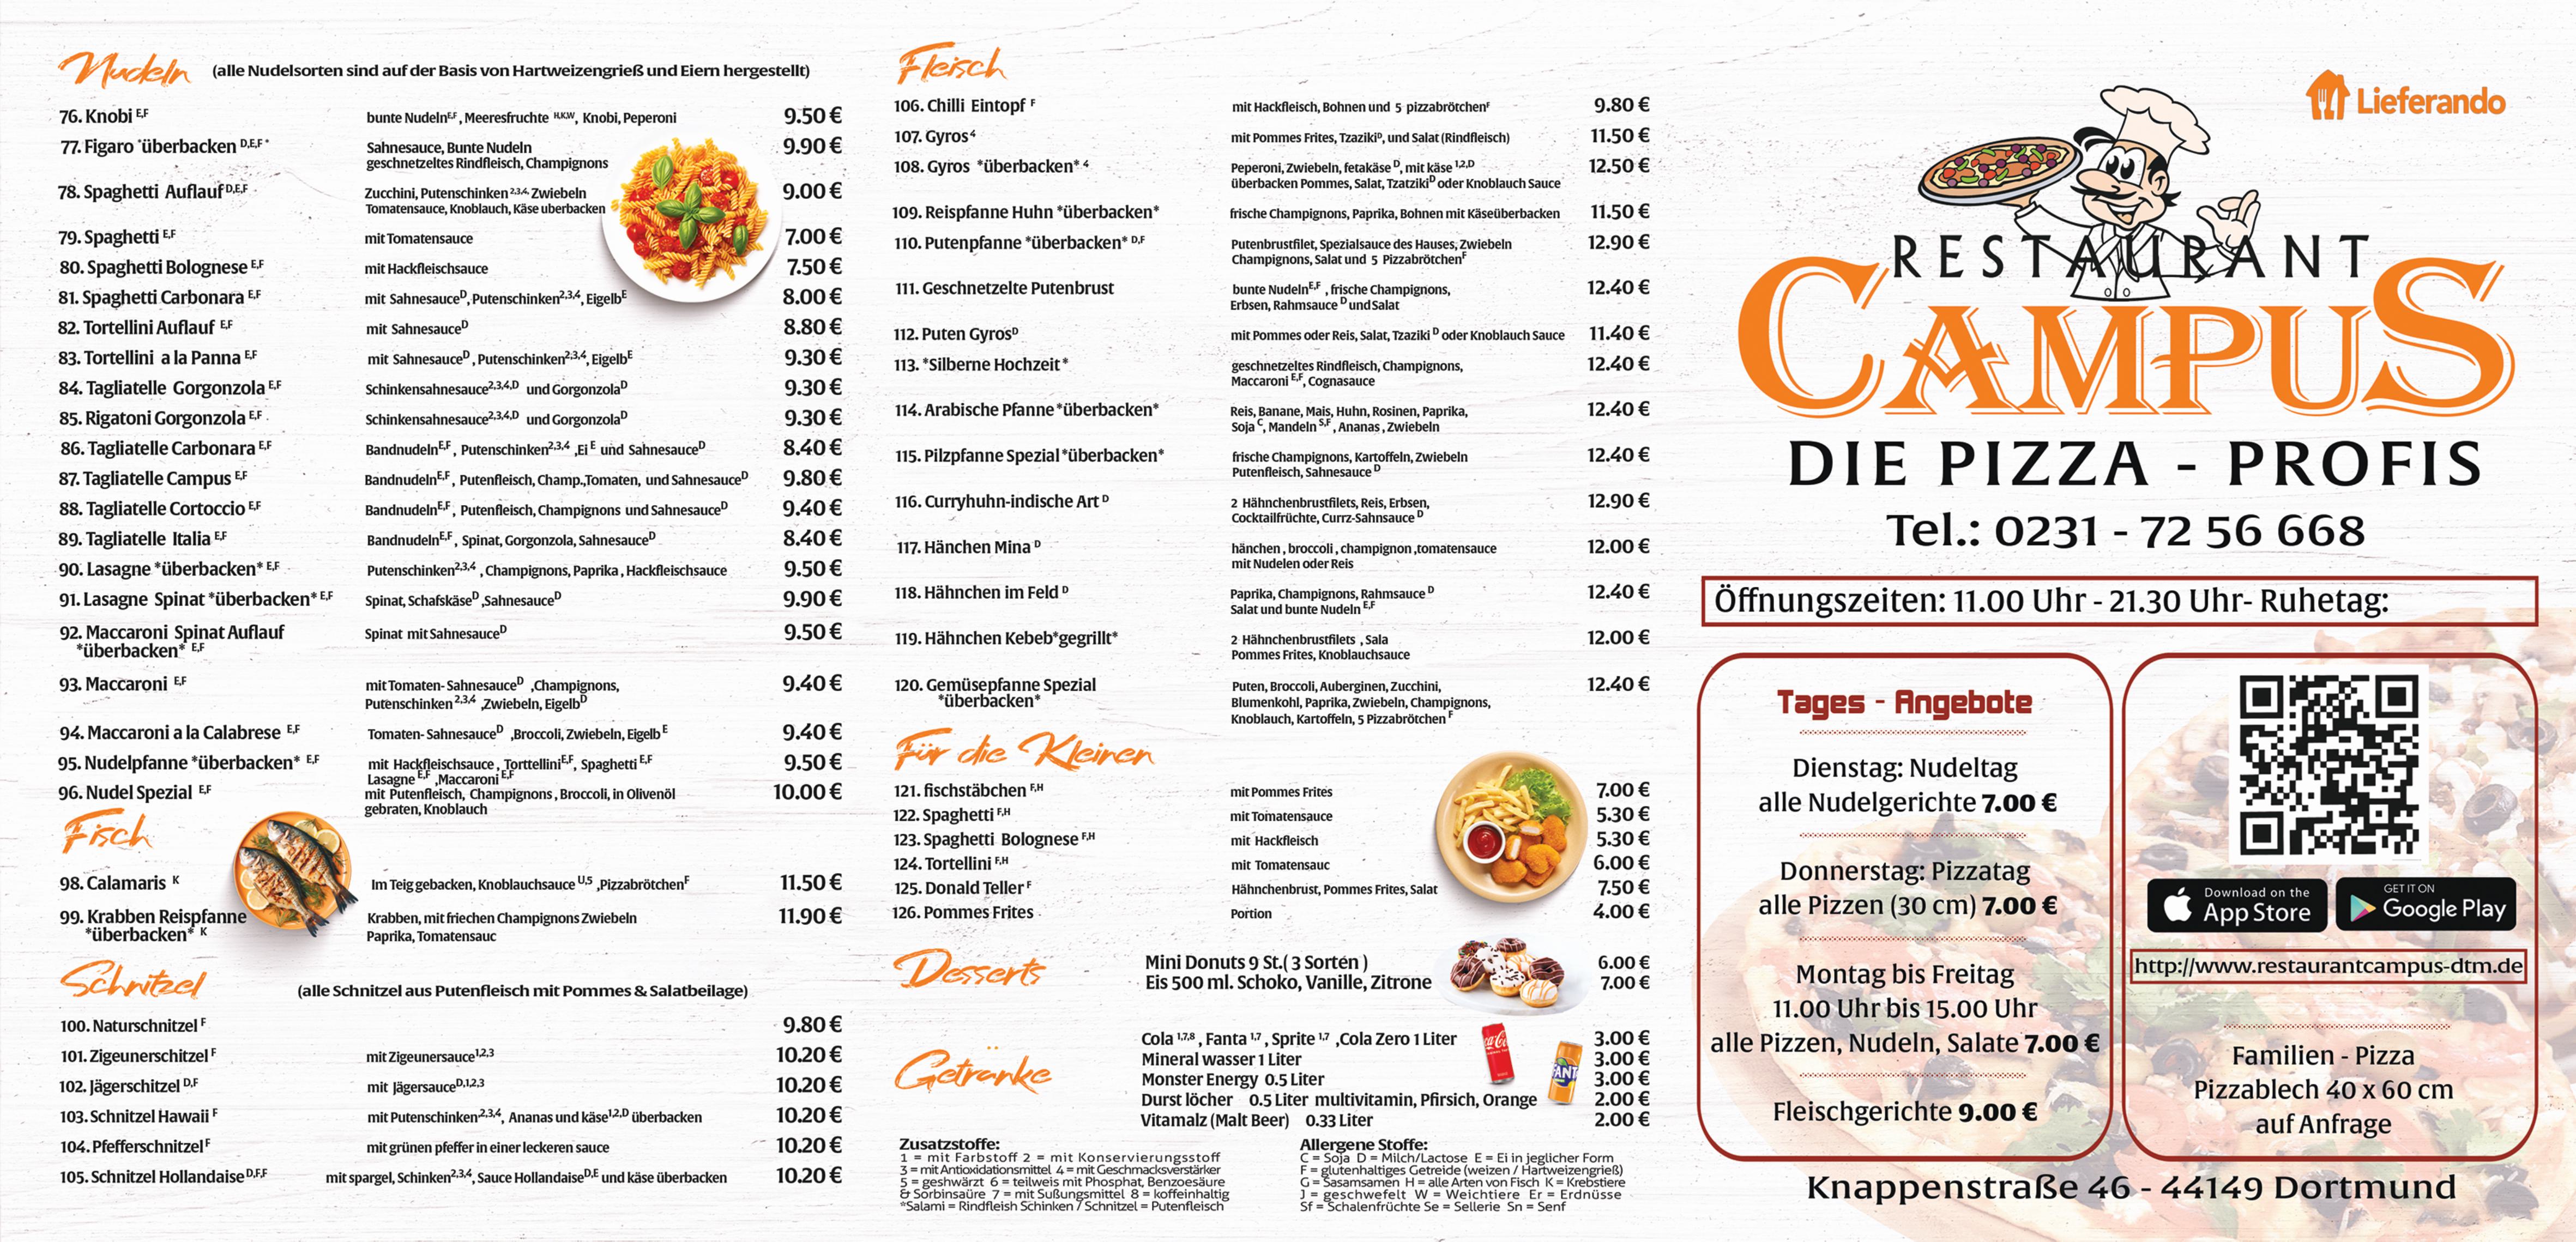 Nudeln (alle Nudelsorten sind auf der Basis von Hartweizengrieß und Eiern hergestellt)
76. Knobi E,F bunte Nudeln E,F , Meeresfruchte H,K,W, Knobi, Peperoni 9.50 €
77. Figaro *überbacken D,E,F * Sahnesauce, Bunte Nudeln 9.90 €
geschnetzeltes Rindfleisch, Champignons
78. Spaghetti Auflauf D,E,F Zucchini, Putenschinken 2,3,4, Zwiebeln 9.00 €
Tomatensauce, Knoblauch, Käse uberbacken
79. Spaghetti E,F mit Tomatensauce 7.00 €
80. Spaghetti Bolognese E,F mit Hackfleischsauce 7.50 €
81. Spaghetti Carbonara E,F mit Sahnesauce D, Putenschinken 2,3,4, Eigelb E 8.00 €
82. Tortellini Auflauf E,F mit Sahnesauce D 8.80 €
83. Tortellini a la Panna E,F mit Sahnesauce D , Putenschinken 2,3,4, Eigelb E 9.30 €
84. Tagliatelle Gorgonzola E,F Schinkensahnesauce 2,3,4,D und Gorgonzola D 9.30 €
85. Rigatoni Gorgonzola E,F Schinkensahnesauce 2,3,4,D und Gorgonzola D 9.30 €
86. Tagliatelle Carbonara E,F Bandnudeln E,F , Putenschinken 2,3,4 ,Ei E und Sahnesauce D 8.40 €
87. Tagliatelle Campus E,F Bandnudeln E,F , Putenfleisch, Champ.,Tomaten, und Sahnesauce D 9.80 €
88. Tagliatelle Cortoccio E,F Bandnudeln E,F , Putenfleisch, Champignons und Sahnesauce D 9.40 €
89. Tagliatelle Italia E,F Bandnudeln E,F , Spinat, Gorgonzola, Sahnesauce D 8.40 €
90. Lasagne *überbacken* E,F Putenschinken 2,3,4 , Champignons, Paprika , Hackfleischsauce 9.50 €
91. Lasagne Spinat *überbacken* E,F Spinat, Schafskäse D ,Sahnesauce D 9.90 €
92. Maccaroni Spinat Auflauf Spinat mit Sahnesauce D 9.50 €
*überbacken* E,F
93. Maccaroni E,F mit Tomaten- Sahnesauce D ,Champignons, 9.40 €
Putenschinken 2,3,4 ,Zwiebeln, Eigelb D
94. Maccaroni a la Calabrese E,F Tomaten- Sahnesauce D ,Broccoli, Zwiebeln, Eigelb E 9.40 €
95. Nudelpfanne *überbacken* E,F mit Hackfleischsauce , Torttellini E,F, Spaghetti E,F 9.50 €
Lasagne E,F ,Maccaroni E,F
96. Nudel Spezial E,F mit Putenfleisch, Champignons , Broccoli, in Olivenöl 10.00 €
gebraten, Knoblauch
Fisch
98. Calamaris K Im Teig gebacken, Knoblauchsauce U,5 ,Pizzabrötchen F 11.50 €
99. Krabben Reispfanne Krabben, mit friechen Champignons Zwiebeln 11.90 €
*überbacken* K Paprika, Tomatensauc
Schnitzel (alle Schnitzel aus Putenfleisch mit Pommes & Salatbeilage)
100. Naturschnitzel F 9.80 €
101. Zigeunerschitzel F mit Zigeunersauce 1,2,3 10.20 €
102. Jägerschitzel D,F mit Jägersauce D,1,2,3 10.20 €
103. Schnitzel Hawaii F mit Putenschinken 2,3,4, Ananas und käse 1,2,D überbacken 10.20 €
104. Pfefferschnitzel F mit grünen pfeffer in einer leckeren sauce 10.20 €
105. Schnitzel Hollandaise D,F,F mit spargel, Schinken 2,3,4, Sauce Hollandaise D,E und käse überbacken 10.20 €
Fleisch
106. Chilli Eintopf F mit Hackfleisch, Bohnen und 5 pizzabrötchen F 9.80 €
107. Gyros 4 mit Pommes Frites, Tzaziki D, und Salat (Rindfleisch) 11.50 €
108. Gyros *überbacken* 4 Peperoni, Zwiebeln, fetakäse D, mit käse 1,2,D 12.50 €
überbacken Pommes, Salat, Tzatziki D oder Knoblauch Sauce
109. Reispfanne Huhn *überbacken* frische Champignons, Paprika, Bohnen mit Käseüberbacken 11.50 €
110. Putenpfanne *überbacken* D,F Putenbrustfilet, Spezialsauce des Hauses, Zwiebeln 12.90 €
Champignons, Salat und 5 Pizzabrötchen F
111. Geschnetzelte Putenbrust bunte Nudeln E,F , frische Champignons, 12.40 €
Erbsen, Rahmsauce D und Salat
112. Puten Gyros D mit Pommes oder Reis, Salat, Tzaziki D oder Knoblauch Sauce 11.40 €
113. *Silberne Hochzeit* geschnetzeltes Rindfleisch, Champignons, 12.40 €
Maccaroni E,F, Cognasauce
114. Arabische Pfanne *überbacken* Reis, Banane, Mais, Huhn, Rosinen, Paprika, 12.40 €
Soja C, Mandeln S,F , Ananas , Zwiebeln
115. Pilzpfanne Spezial *überbacken* frische Champignons, Kartoffeln, Zwiebeln 12.40 €
Putenfleisch, Sahnesauce D
116. Curryhuhn-indische Art D 2 Hähnchenbrustfilets, Reis, Erbsen, 12.90 €
Cocktailfrüchte, Currz-Sahnsauce D
117. Hänchen Mina D hänchen , broccoli , champignon ,tomatensauce 12.00 €
mit Nudelen oder Reis
118. Hähnchen im Feld D Paprika, Champignons, Rahmsauce D 12.40 €
Salat und bunte Nudeln E,F
119. Hähnchen Kebeb*gegrillt* 2 Hähnchenbrustfilets , Sala 12.00 €
Pommes Frites, Knoblauchsauce
120. Gemüsepfanne Spezial Puten, Broccoli, Auberginen, Zucchini, 12.40 €
*überbacken* Blumenkohl, Paprika, Zwiebeln, Champignons,
Knoblauch, Kartoffeln, 5 Pizzabrötchen F
Für die Kleinen
121. fischstäbchen F,H mit Pommes Frites 7.00 €
122. Spaghetti F,H mit Tomatensauce 5.30 €
123. Spaghetti Bolognese F,H mit Hackfleisch 5.30 €
124. Tortellini F,H mit Tomatensauc 6.00 €
125. Donald Teller F Hähnchenbrust, Pommes Frites, Salat 7.50 €
126. Pommes Frites Portion 4.00 €
Desserts
Mini Donuts 9 St.( 3 Sorten ) 6.00 €
Eis 500 ml. Schoko, Vanille, Zitrone 7.00 €
Getränke
Cola 1,7,8 , Fanta 1,7 , Sprite 1,7 ,Cola Zero 1 Liter 3.00 €
Mineral wasser 1 Liter 3.00 €
Monster Energy 0.5 Liter 3.00 €
Durst löcher 0.5 Liter multivitamin, Pfirsich, Orange 2.00 €
Vitamalz (Malt Beer) 0.33 Liter 2.00 €
Zusatzstoffe:
1 = mit Farbstoff 2 = mit Konservierungsstoff
3 = mit Antioxidationsmittel 4 = mit Geschmacksverstärker
5 = geshwärzt 6 = teilweis mit Phosphat, Benzoesäure
& Sorbinsaüre 7 = mit Sußungsmittel 8 = koffeinhaltig
*Salami = Rindfleish Schinken / Schnitzel = Putenfleisch
Allergene Stoffe:
C = Soja D = Milch/Lactose E = Ei in jeglicher Form
F = glutenhaltiges Getreide (weizen / Hartweizengrieß)
G = Sasamsamen H = alle Arten von Fisch K = Krebstiere
J = geschwefelt W = Weichtiere Er = Erdnüsse
Sf = Schalenfrüchte Se = Sellerie Sn = Senf
Lieferando
RESTAURANT
CAMPUS
DIE PIZZA - PROFIS
Tel.: 0231 - 72 56 668
Öffnungszeiten: 11.00 Uhr - 21.30 Uhr- Ruhetag:
Tages - Angebote
Dienstag: Nudeltag
alle Nudelgerichte 7.00 €
Donnerstag: Pizzatag
alle Pizzen (30 cm) 7.00 €
Montag bis Freitag
11.00 Uhr bis 15.00 Uhr
alle Pizzen, Nudeln, Salate 7.00 €
Fleischgerichte 9.00 €
Download on the
App Store
GET IT ON
Google Play
http://www.restaurantcampus-dtm.de
Familien - Pizza
Pizzablech 40 x 60 cm
auf Anfrage
Knappenstraße 46 - 44149 Dortmund